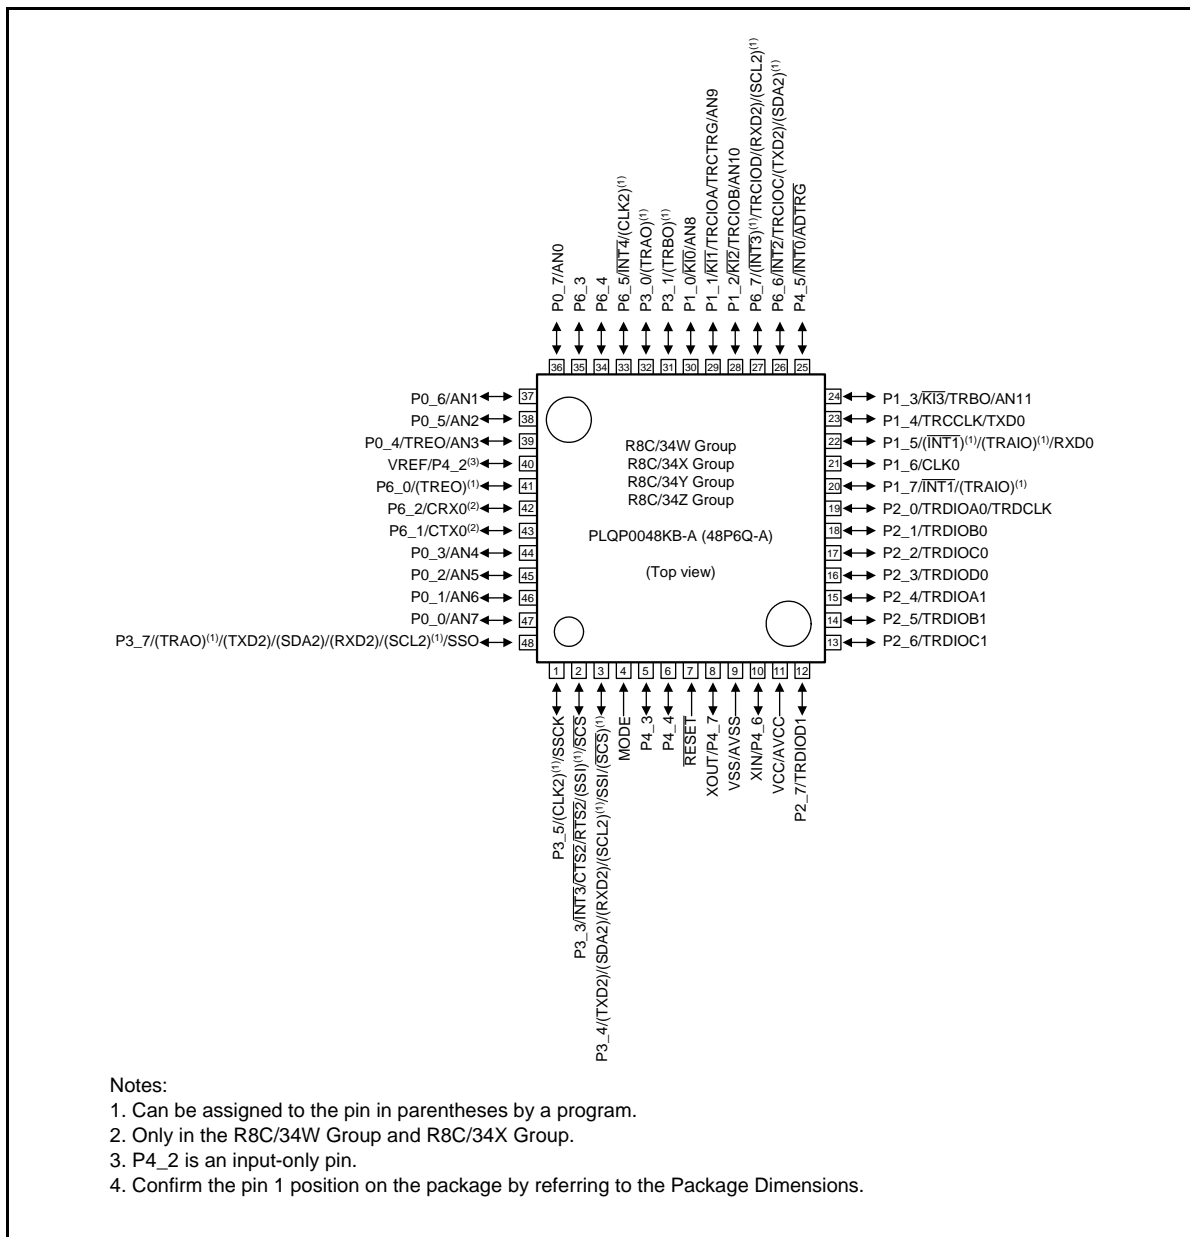 P0_7/AN0
P6_3
P6_4
P6_5/INT4/(CLK2)(1)
P3_0/(TRAO)(1)
P3_1/(TRBO)(1)
P1_0/KI0/AN8
P1_1/KI1/TRCIOA/TRCTRG/AN9
P1_2/KI2/TRCIOB/AN10
P6_7/(INT3)(1)/TRCIOD/(RXD2)/(SCL2)(1)
P6_6/INT2/TRCIOC/(TXD2)/(SDA2)(1)
P4_5/INT0/ADTRG
36 35 34 33 32 31 30 29 28 27 26 25
P0_6/AN1 37
P0_5/AN2 38
P0_4/TREO/AN3 39
VREF/P4_2(3) 40
P6_0/(TREO)(1) 41
P6_2/CRX0(2) 42
P6_1/CTX0(2) 43
P0_3/AN4 44
P0_2/AN5 45
P0_1/AN6 46
P0_0/AN7 47
P3_7/(TRAO)(1)/(TXD2)/(SDA2)/(RXD2)/(SCL2)(1)/SSO 48
R8C/34W Group
R8C/34X Group
R8C/34Y Group
R8C/34Z Group
PLQP0048KB-A (48P6Q-A)
(Top view)
24 P1_3/KI3/TRBO/AN11
23 P1_4/TRCCLK/TXD0
22 P1_5/(INT1)(1)/(TRAIO)(1)/RXD0
21 P1_6/CLK0
20 P1_7/INT1/(TRAIO)(1)
19 P2_0/TRDIOA0/TRDCLK
18 P2_1/TRDIOB0
17 P2_2/TRDIOC0
16 P2_3/TRDIOD0
15 P2_4/TRDIOA1
14 P2_5/TRDIOB1
13 P2_6/TRDIOC1
1 2 3 4 5 6 7 8 9 10 11 12
P3_5/(CLK2)(1)/SSCK
P3_3/INT3/CTS2/RTS2/(SSI)(1)/SCS
P3_4/(TXD2)/(SDA2)/(RXD2)/(SCL2)(1)/SSI/(SCS)(1)
MODE
P4_3
P4_4
RESET
XOUT/P4_7
VSS/AVSS
XIN/P4_6
VCC/AVCC
P2_7/TRDIOD1
Notes:
1. Can be assigned to the pin in parentheses by a program.
2. Only in the R8C/34W Group and R8C/34X Group.
3. P4_2 is an input-only pin.
4. Confirm the pin 1 position on the package by referring to the Package Dimensions.